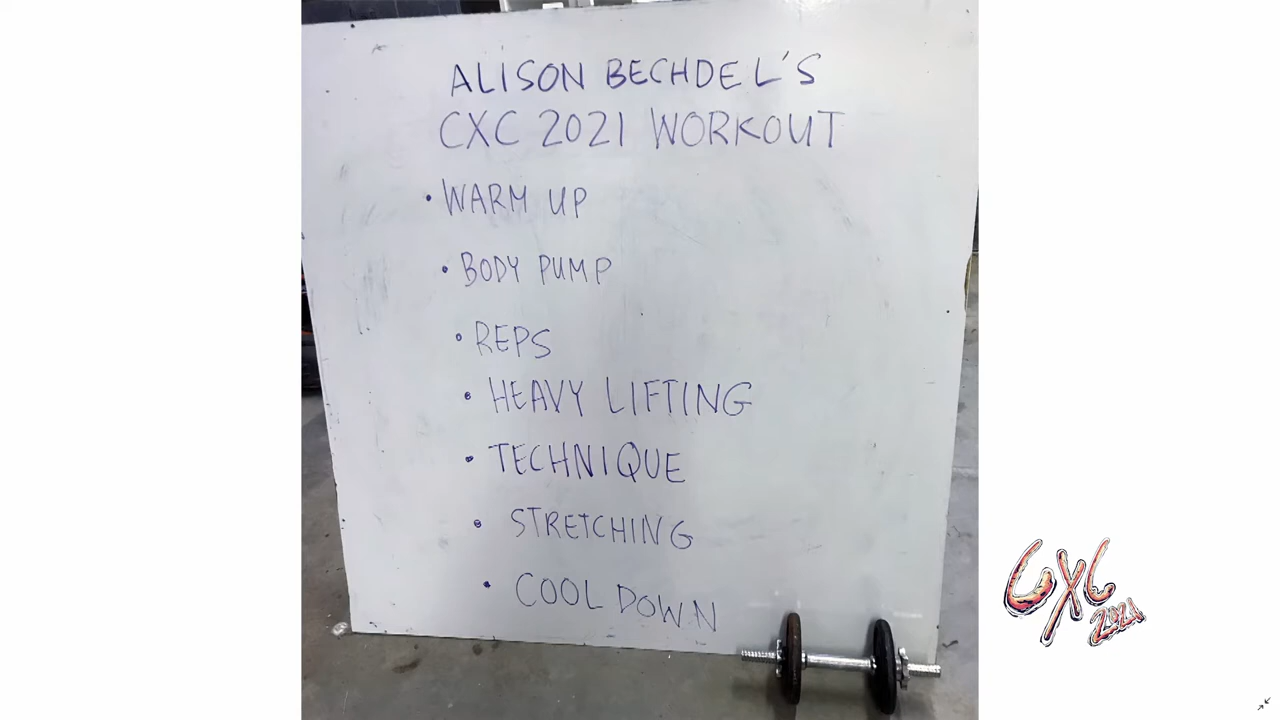 ALISON BECHDEL'S
CXC 2021 WORKOUT
• WARM UP
• BODY PUMP
• REPS
• HEAVY LIFTING
• TECHNIQUE
• STRETCHING
• COOL DOWN
CXC
2021